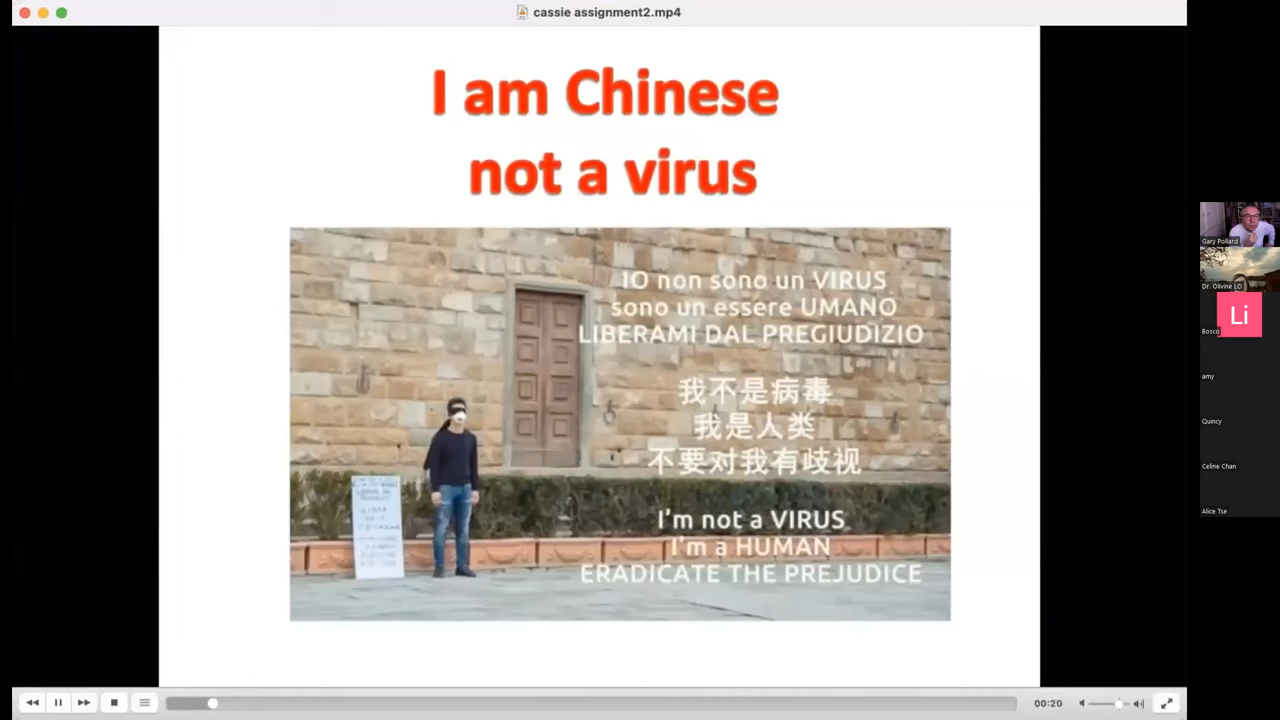 cassie assignment2.mp4
I am Chinese
not a virus
IO non sono un VIRUS
sono un essere UMANO
LIBERAMI DAL PREGIUDIZIO
我不是病毒
我是人类
不要对我有歧视
I'm not a VIRUS
I'm a HUMAN
ERADICATE THE PREJUDICE
00:20
Gary Pollard
Dr. Olivine LO
Li
Bosco
amy
Quincy
Celine Chan
Alice Tse